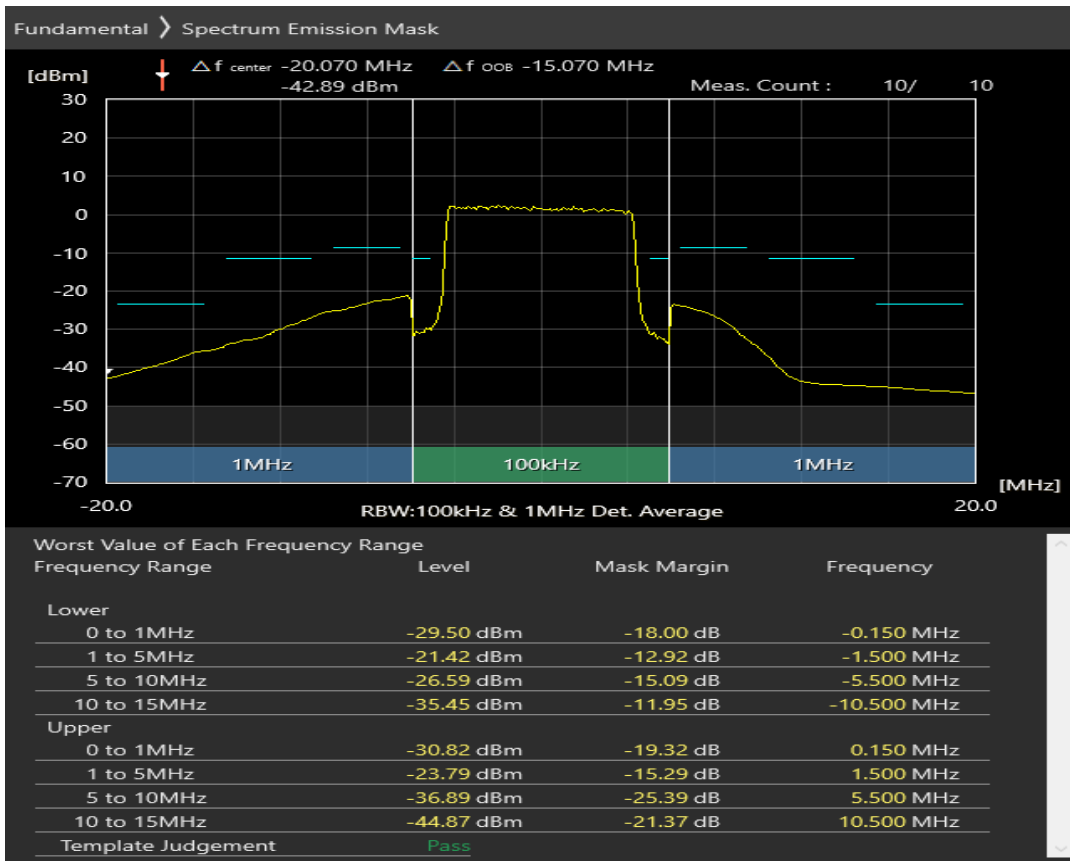 Fundamental ❯ Spectrum Emission Mask
△f center -20.070 MHz △f OOB -15.070 MHz
[dBm] -42.89 dBm Meas. Count : 10/ 10
30
20
10
0
-10
-20
-30
-40
-50
-60
1MHz 100kHz 1MHz
-70
[MHz]
-20.0 RBW:100kHz & 1MHz Det. Average 20.0
Worst Value of Each Frequency Range
Frequency Range Level Mask Margin Frequency
Lower
0 to 1MHz -29.50 dBm -18.00 dB -0.150 MHz
1 to 5MHz -21.42 dBm -12.92 dB -1.500 MHz
5 to 10MHz -26.59 dBm -15.09 dB -5.500 MHz
10 to 15MHz -35.45 dBm -11.95 dB -10.500 MHz
Upper
0 to 1MHz -30.82 dBm -19.32 dB 0.150 MHz
1 to 5MHz -23.79 dBm -15.29 dB 1.500 MHz
5 to 10MHz -36.89 dBm -25.39 dB 5.500 MHz
10 to 15MHz -44.87 dBm -21.37 dB 10.500 MHz
Template Judgement Pass